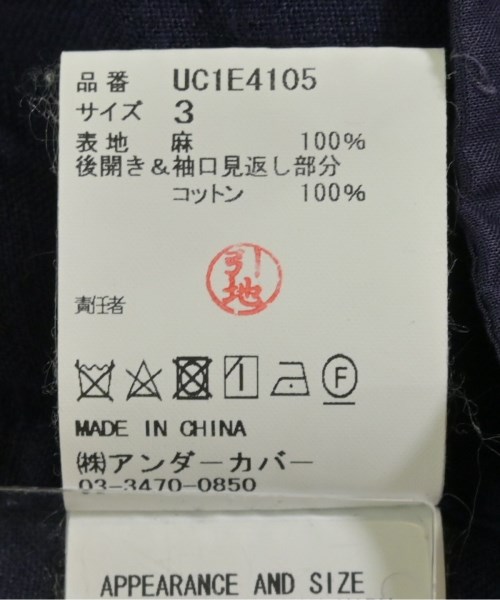 品番 UC1E4105
サイズ 3
表地 麻 100%
後開き&袖口見返し部分
コットン 100%
引地
責任者
F
MADE IN CHINA
(株)アンダーカバー
03-3470-0850
APPEARANCE AND SIZE